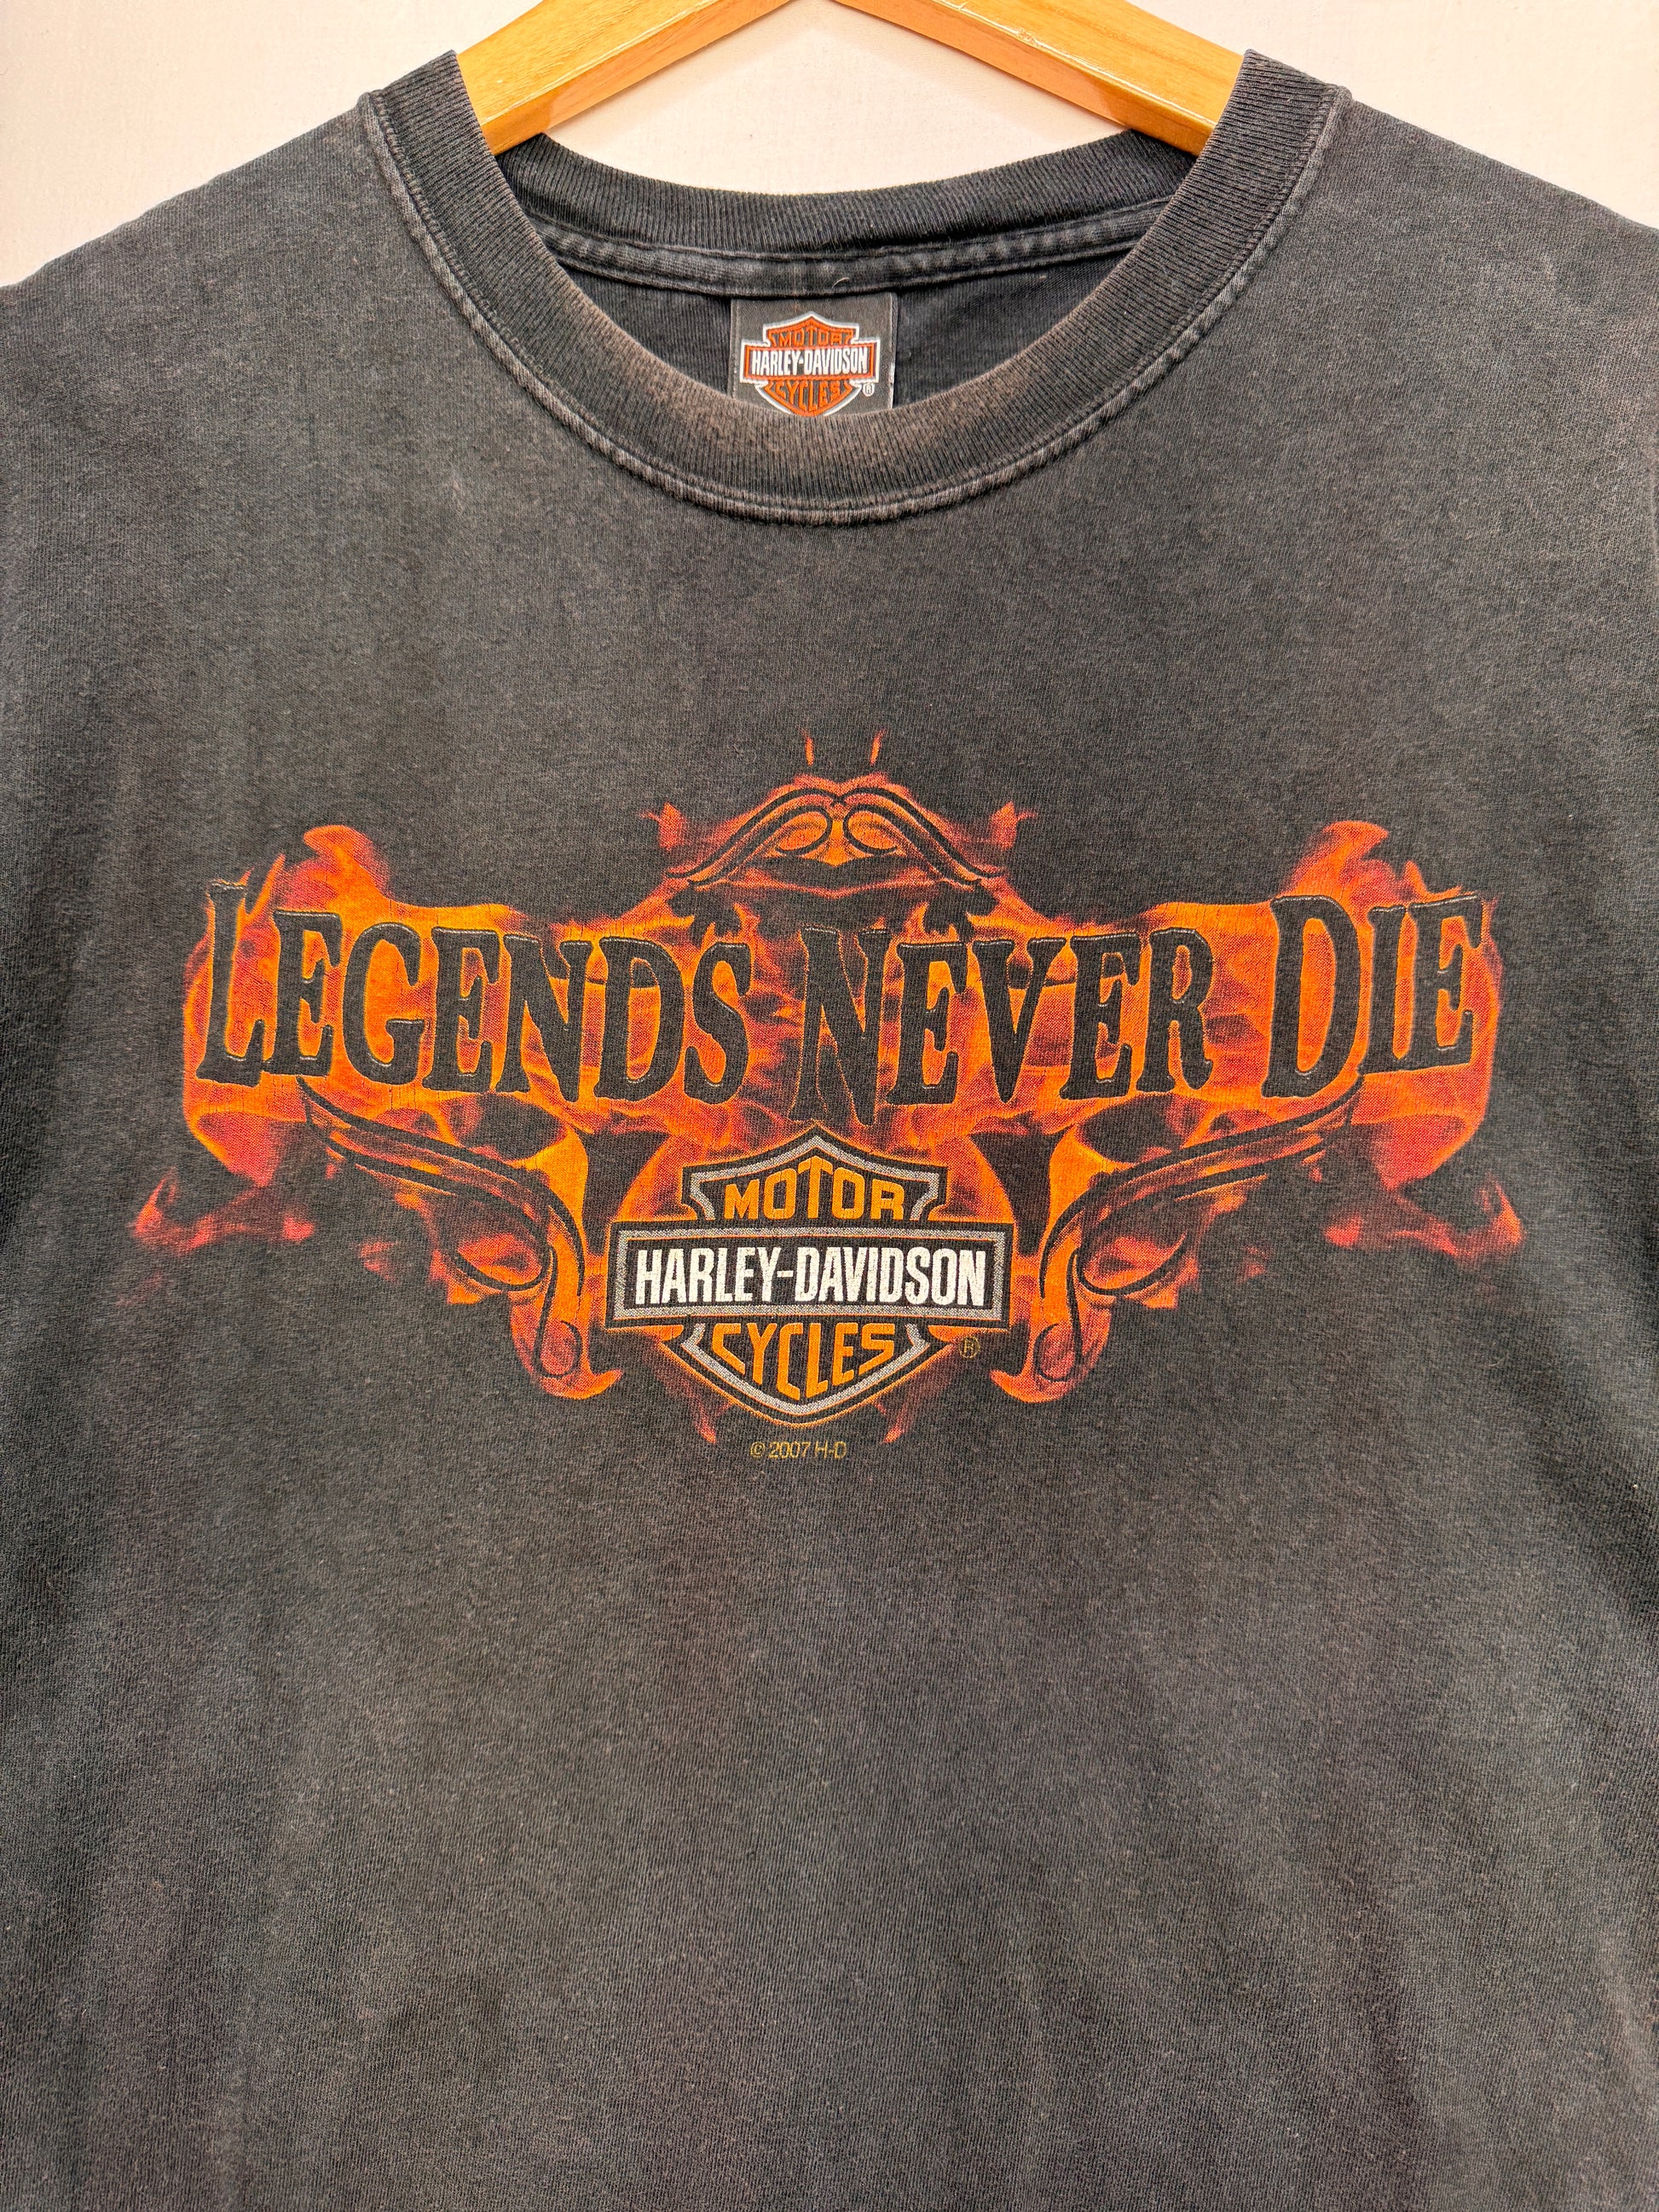 MOTOR
HARLEY-DAVIDSON
CYCLES
®
LEGENDS NEVER DIE
MOTOR
HARLEY-DAVIDSON
CYCLES
®
© 2007 H-D